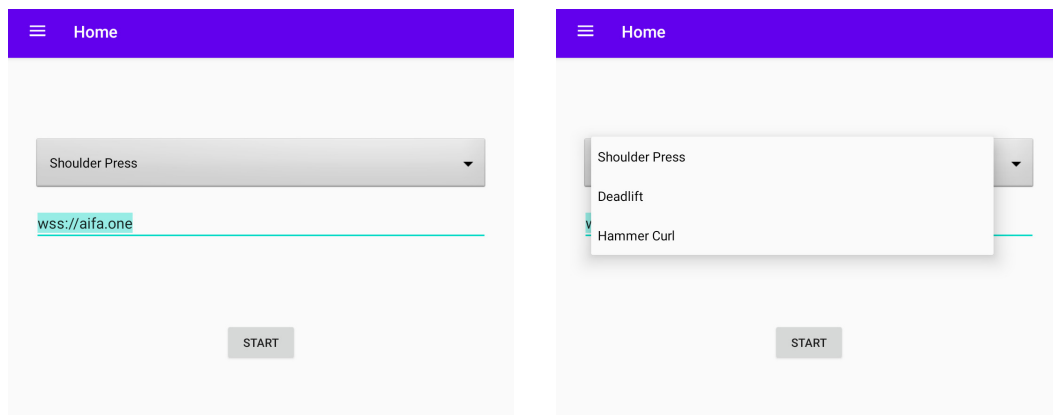 Home
Shoulder Press
wss://aifa.one
START
Home
Shoulder Press
Deadlift
Hammer Curl
START